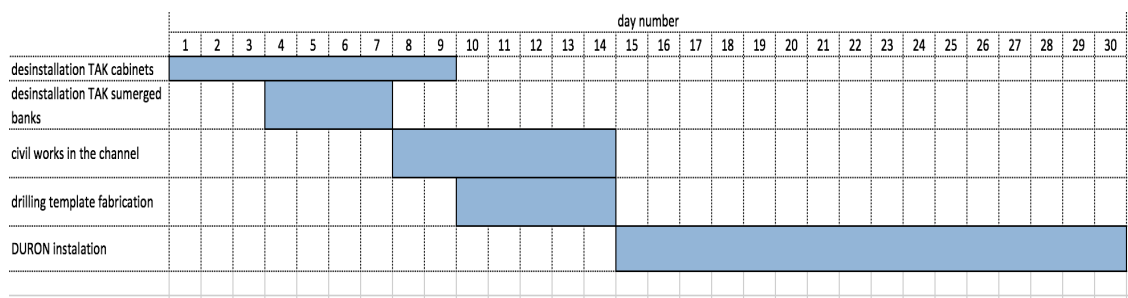 day number
1 2 3 4 5 6 7 8 9 10 11 12 13 14 15 16 17 18 19 20 21 22 23 24 25 26 27 28 29 30
desinstallation TAK cabinets
desinstallation TAK sumerged
banks
civil works in the channel
drilling template fabrication
DURON instalation